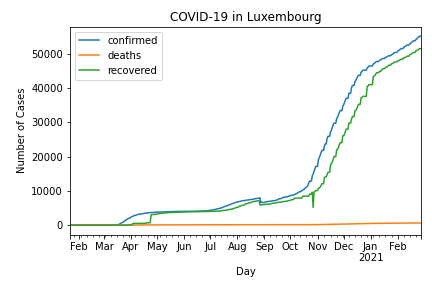 COVID-19 in Luxembourg
confirmed
deaths
recovered
Number of Cases
50000
40000
30000
20000
10000
0
Feb Mar Apr May Jun Jul Aug Sep Oct Nov Dec Jan Feb
2021
Day